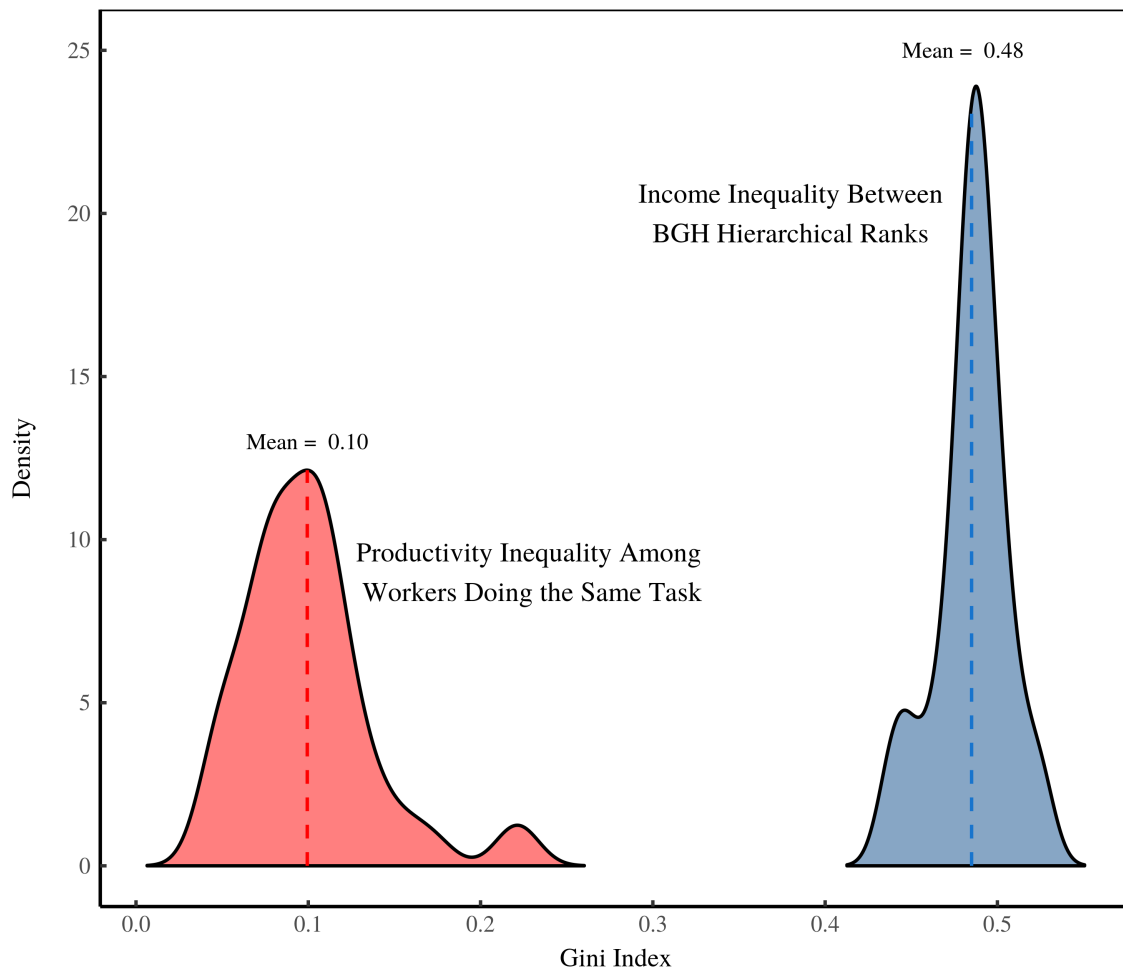 25
Mean = 0.48
Income Inequality Between
BGH Hierarchical Ranks
20
15
Mean = 0.10
Density
10
Productivity Inequality Among
Workers Doing the Same Task
5
0
0.0 0.1 0.2 0.3 0.4 0.5
Gini Index